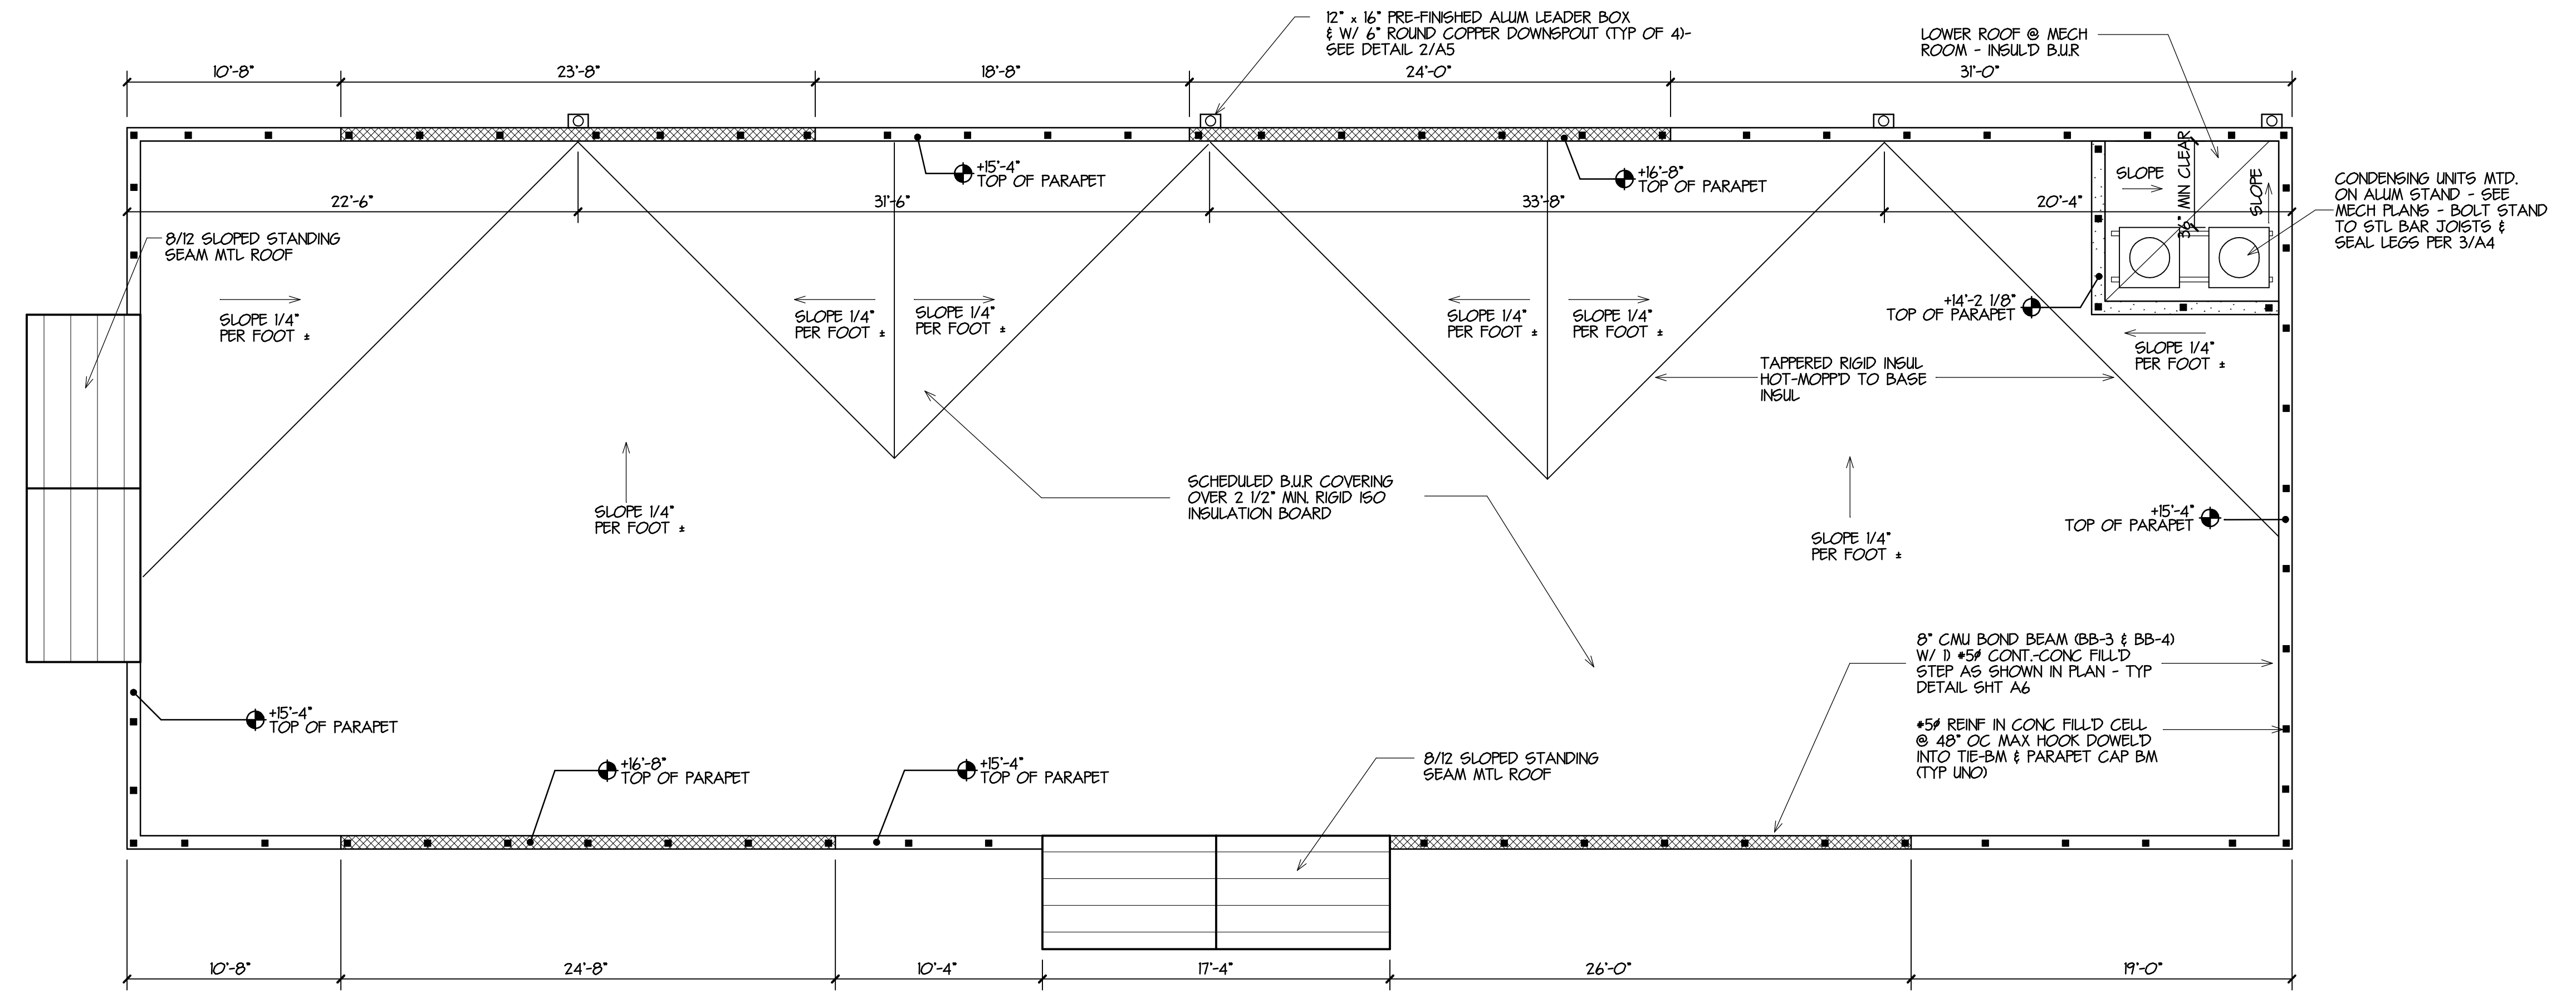 12" x 16" PRE-FINISHED ALUM LEADER BOX
& W/ 6" ROUND COPPER DOWNSPOUT (TYP OF 4)-
SEE DETAIL 2/A5
LOWER ROOF @ MECH
ROOM - INSUL'D B.U.R
10'-8"
23'-8"
18'-8"
24'-0"
31'-0"
+15'-4"
TOP OF PARAPET
+16'-8"
TOP OF PARAPET
SLOPE
36" MIN CLEAR
SLOPE
CONDENSING UNITS MTD.
ON ALUM STAND - SEE
MECH PLANS - BOLT STAND
TO STL BAR JOISTS &
SEAL LEGS PER 3/A4
22'-6"
31'-6"
33'-8"
20'-4"
8/12 SLOPED STANDING
SEAM MTL ROOF
SLOPE 1/4"
PER FOOT ±
SLOPE 1/4"
PER FOOT ±
SLOPE 1/4"
PER FOOT ±
SLOPE 1/4"
PER FOOT ±
SLOPE 1/4"
PER FOOT ±
+14'-2 1/8"
TOP OF PARAPET
SLOPE 1/4"
PER FOOT ±
TAPPERED RIGID INSUL
HOT-MOPP'D TO BASE
INSUL
SCHEDULED B.U.R COVERING
OVER 2 1/2" MIN. RIGID ISO
INSULATION BOARD
SLOPE 1/4"
PER FOOT ±
SLOPE 1/4"
PER FOOT ±
+15'-4"
TOP OF PARAPET
8" CMU BOND BEAM (BB-3 & BB-4)
W/ 1) #5Ø CONT.-CONC FILL'D
STEP AS SHOWN IN PLAN - TYP
DETAIL SHT A6
#5Ø REINF IN CONC FILL'D CELL
@ 48" OC MAX HOOK DOWEL'D
INTO TIE-BM & PARAPET CAP BM
(TYP UNO)
+15'-4"
TOP OF PARAPET
+16'-8"
TOP OF PARAPET
+15'-4"
TOP OF PARAPET
8/12 SLOPED STANDING
SEAM MTL ROOF
10'-8"
24'-8"
10'-4"
17'-4"
26'-0"
19'-0"